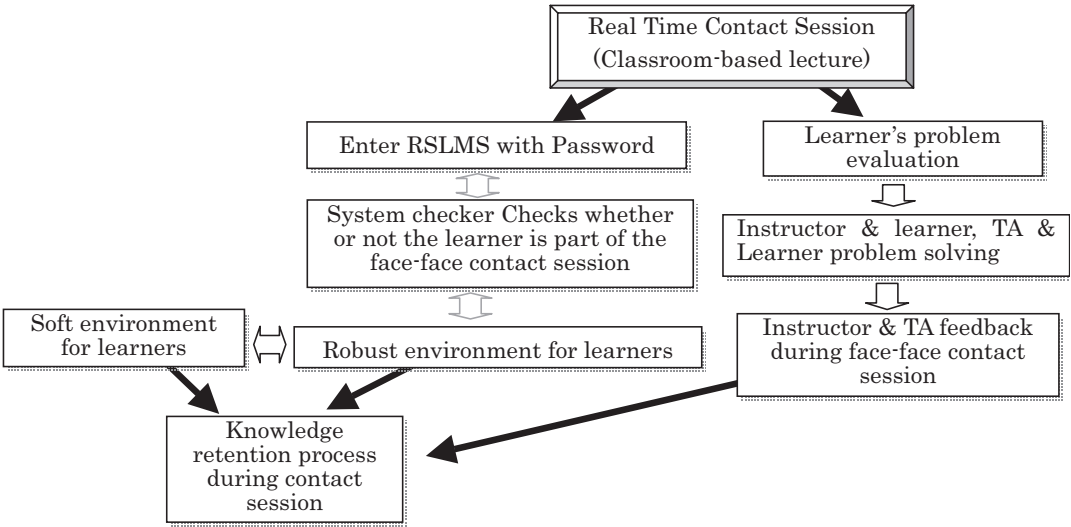 Real Time Contact Session
(Classroom-based lecture)
Enter RSLMS with Password
Learner's problem
evaluation
System checker Checks whether
or not the learner is part of the
face-face contact session
Instructor & learner, TA &
Learner problem solving
Soft environment
for learners
Robust environment for learners
Instructor & TA feedback
during face-face contact
session
Knowledge
retention process
during contact
session